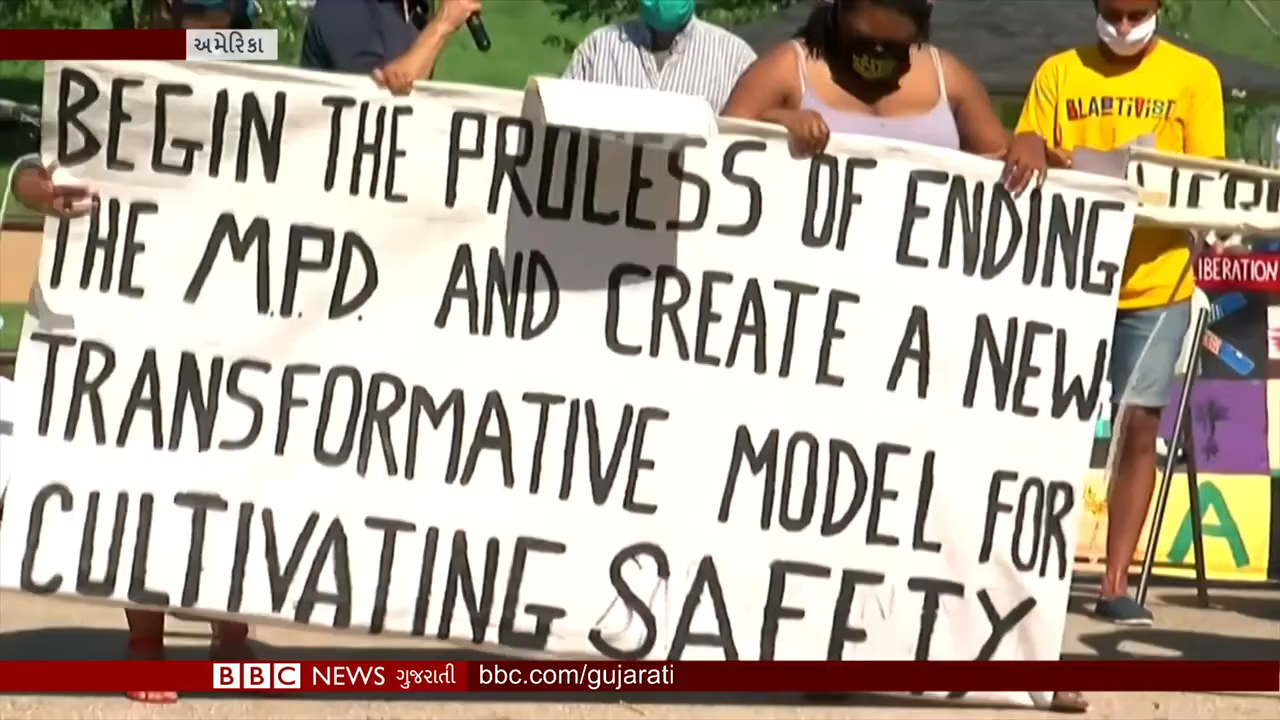 અમેરિકા
BEGIN THE PROCESS OF ENDING
THE M.P.D. AND CREATE A NEW
TRANSFORMATIVE MODEL FOR
CULTIVATING SAFETY
BLACTIVIST
LIBERATION
A
BBC NEWS ગુજરાતી bbc.com/gujarati